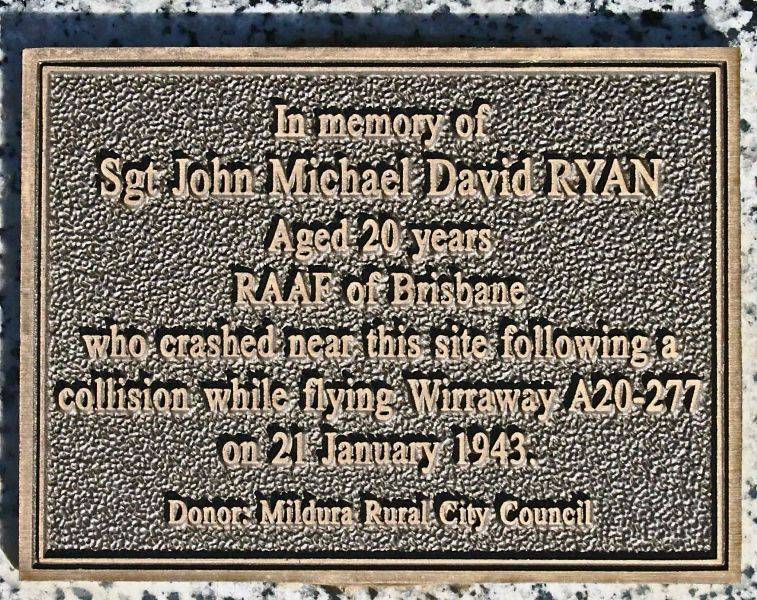 In memory of
Sgt John Michael David RYAN
Aged 20 years
RAAF of Brisbane
who crashed near this site following a
collision while flying Wirraway A20-277
on 21 January 1943.
Donor: Mildura Rural City Council